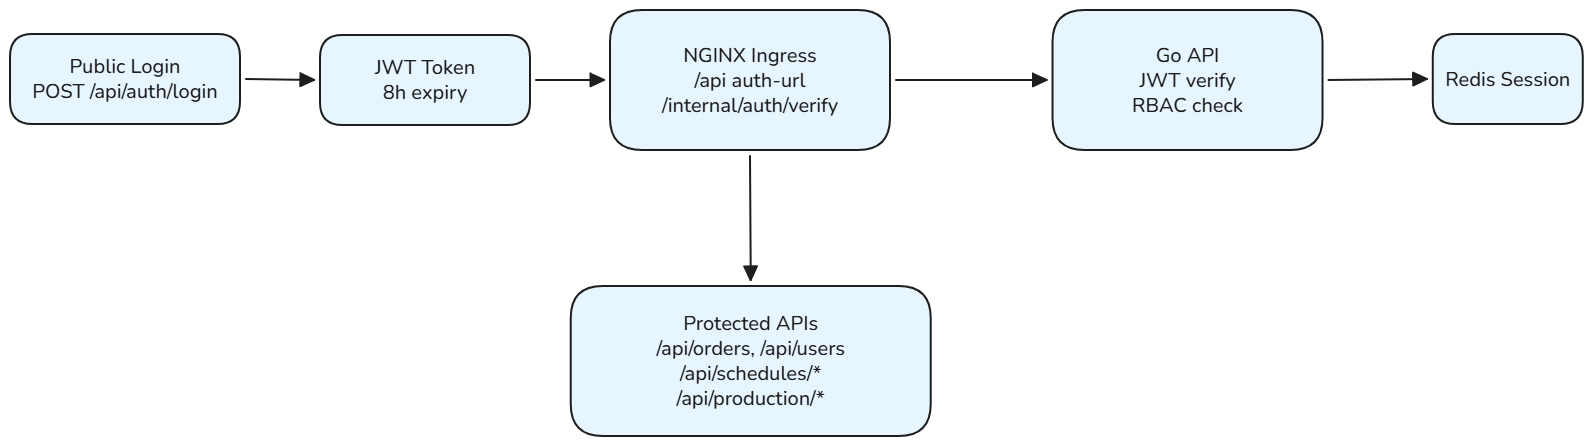 Public Login
POST /api/auth/login
JWT Token
8h expiry
NGINX Ingress
/api auth-url
/internal/auth/verify
Go API
JWT verify
RBAC check
Redis Session
Protected APIs
/api/orders, /api/users
/api/schedules/*
/api/production/*